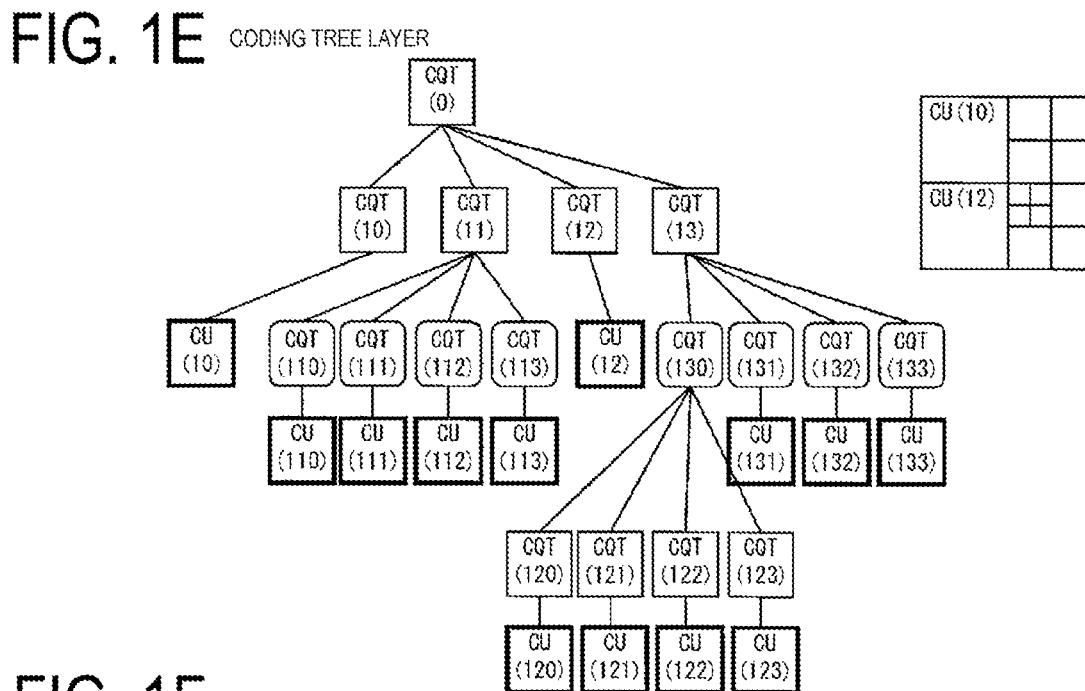 FIG. 1E CODING TREE LAYER
CQT
(0)
CU (10)
CU (12)
CQT
(10)
CQT
(11)
CQT
(12)
CQT
(13)
CU
(10)
CQT
(110)
CQT
(111)
CQT
(112)
CQT
(113)
CU
(12)
CQT
(130)
CQT
(131)
CQT
(132)
CQT
(133)
CU
(110)
CU
(111)
CU
(112)
CU
(113)
CU
(131)
CU
(132)
CU
(133)
CQT
(120)
CQT
(121)
CQT
(122)
CQT
(123)
CU
(120)
CU
(121)
CU
(122)
CU
(123)